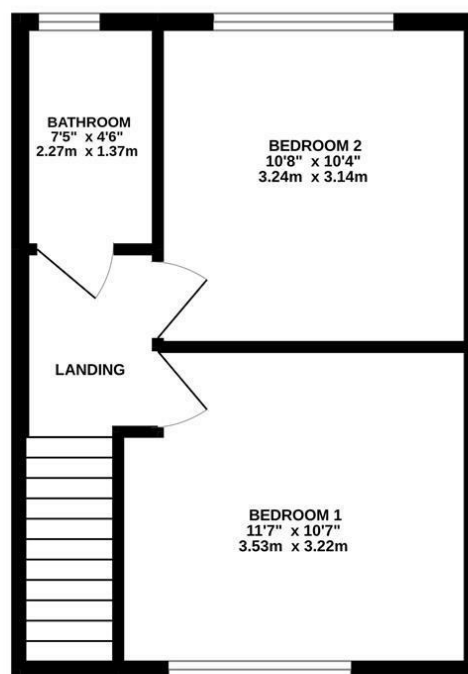 BATHROOM
7'5" x 4'6"
2.27m x 1.37m
BEDROOM 2
10'8" x 10'4"
3.24m x 3.14m
LANDING
BEDROOM 1
11'7" x 10'7"
3.53m x 3.22m